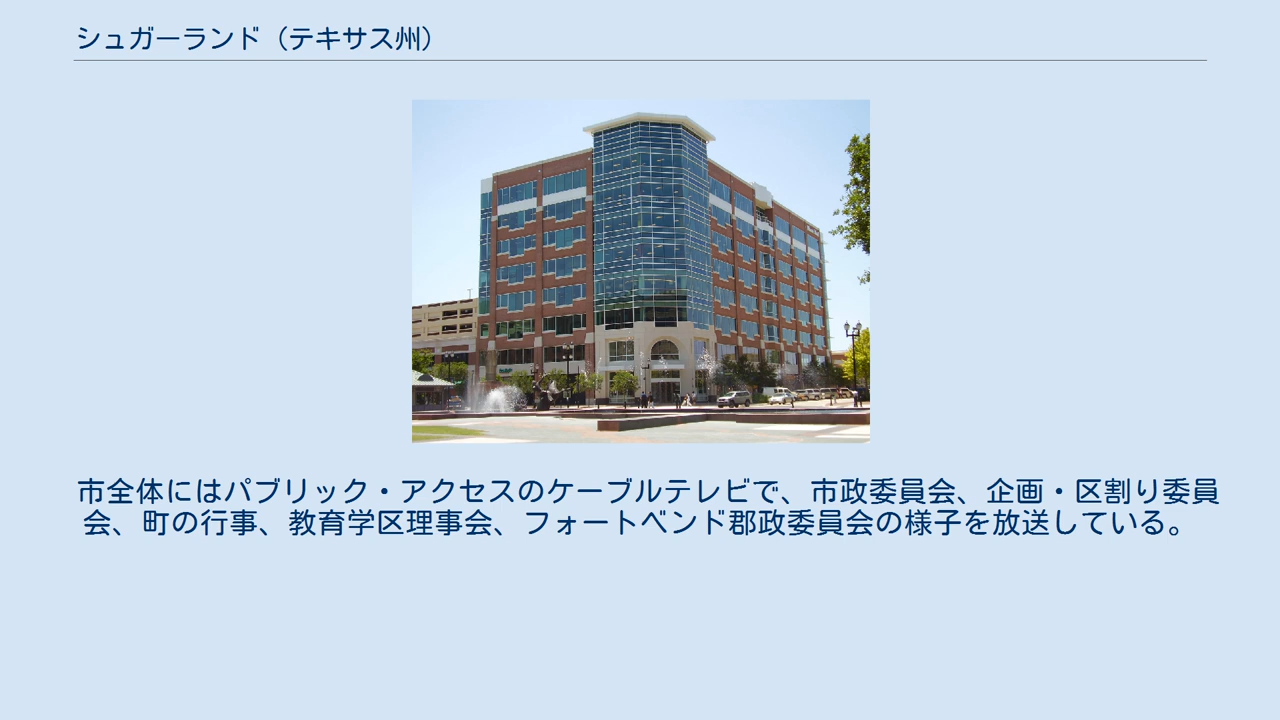 シュガーランド（テキサス州）
市全体にはパブリック・アクセスのケーブルテレビで、市政委員会、企画・区割り委員
会、町の行事、教育学区理事会、フォートベンド郡政委員会の様子を放送している。